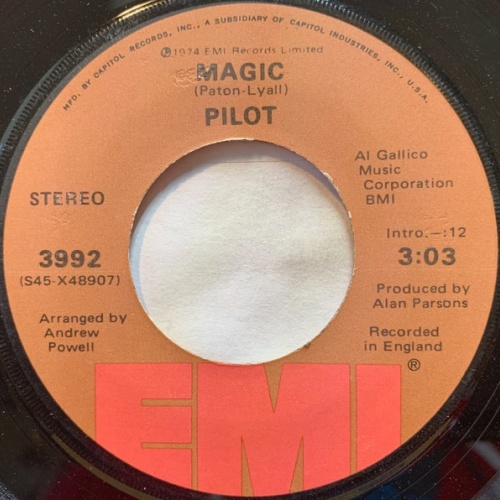 MFD. BY CAPITOL RECORDS, INC., A SUBSIDIARY OF CAPITOL INDUSTRIES, INC., U.S.A.
Ⓟ1974 EMI Records Limited
MAGIC
(Paton-Lyall)
PILOT
Al Gallico
Music
Corporation
BMI
STEREO
Intro.—:12
3992
3:03
(S45-X48907)
Produced by
Alan Parsons
Arranged by
Andrew
Powell
Recorded
in England
EMI®